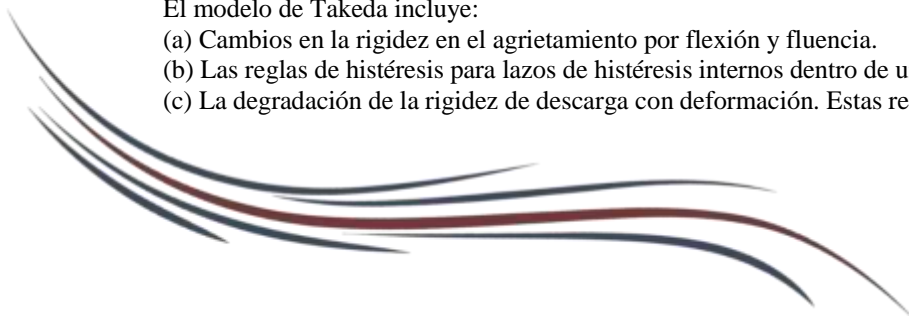 El modelo de Takeda incluye:
(a) Cambios en la rigidez en el agrietamiento por flexión y fluencia.
(b) Las reglas de histéresis para lazos de histéresis internos dentro de
(c) La degradación de la rigidez de descarga con deformación. Estas